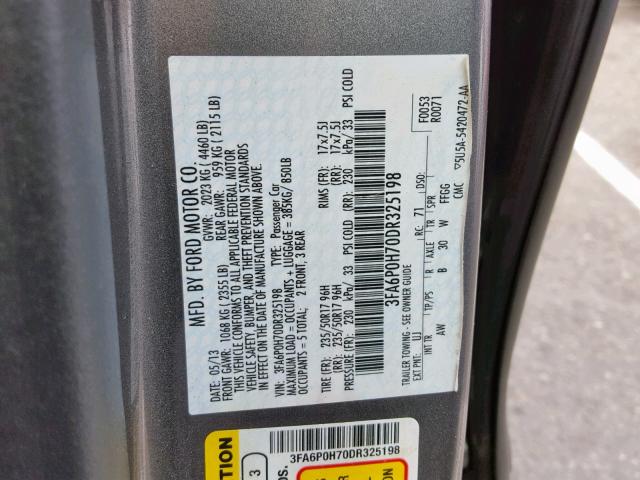 MFD. BY FORD MOTOR CO.
DATE: 05/13 GVWR: 2023 KG ( 4460 LB)
FRONT GAWR: 1068 KG ( 2355 LB) REAR GAWR: 959 KG ( 2115 LB)
THIS VEHICLE CONFORMS TO ALL APPLICABLE FEDERAL MOTOR
VEHICLE SAFETY, BUMPER, AND THEFT PREVENTION STANDARDS
IN EFFECT ON THE DATE OF MANUFACTURE SHOWN ABOVE.
VIN: 3FA6P0H70DR325198 TYPE: Passenger Car
MAXIMUM LOAD = OCCUPANTS + LUGGAGE = 385KG/ 850LB
OCCUPANTS = 5 TOTAL: 2 FRONT, 3 REAR
TIRE (FR): 235/50R17 96H RIMS (FR): 17x7.5J
235/50R17 96H (RR): 17x7.5J
(FR): 230 kPa/ 33 PSI COLD (RR): 230 kPa/ 33 PSI COLD
3FA6P0H70DR325198
F0053
R0071
TRAILER TOWING - SEE OWNER GUIDE
EXT PNT: UJ RC: 71 DSO:
INT TR TP/PS R AXLE TR SPR
AW B 30 W FFGG
CMC 5U5A-5420472-AA
3FA6P0H70DR325198
3